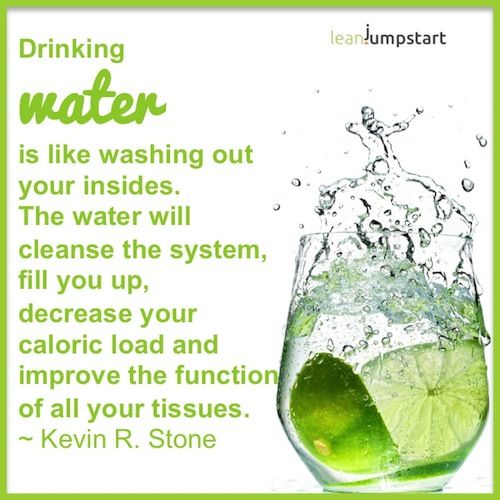 leanjumpstart
Drinking
water
is like washing out
your insides.
The water will
cleanse the system,
fill you up,
decrease your
caloric load and
improve the function
of all your tissues.
~ Kevin R. Stone